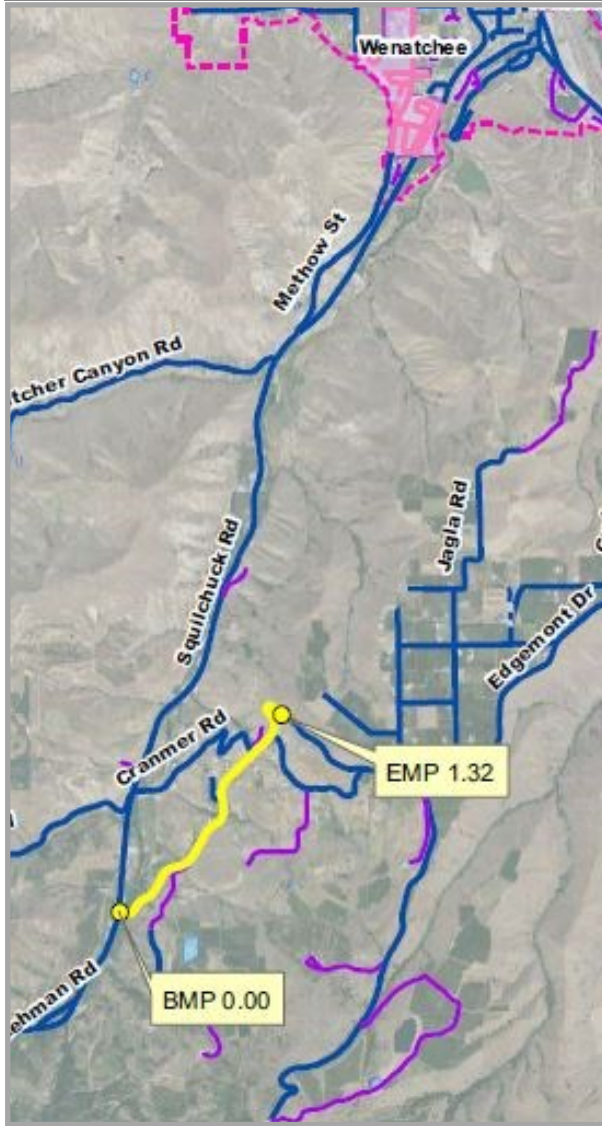 Wenatchee
Methow St
tcher Canyon Rd
Jagla Rd
Squilchuck Rd
Edgemont Dr
Cranmer Rd
EMP 1.32
BMP 0.00
ehman Rd